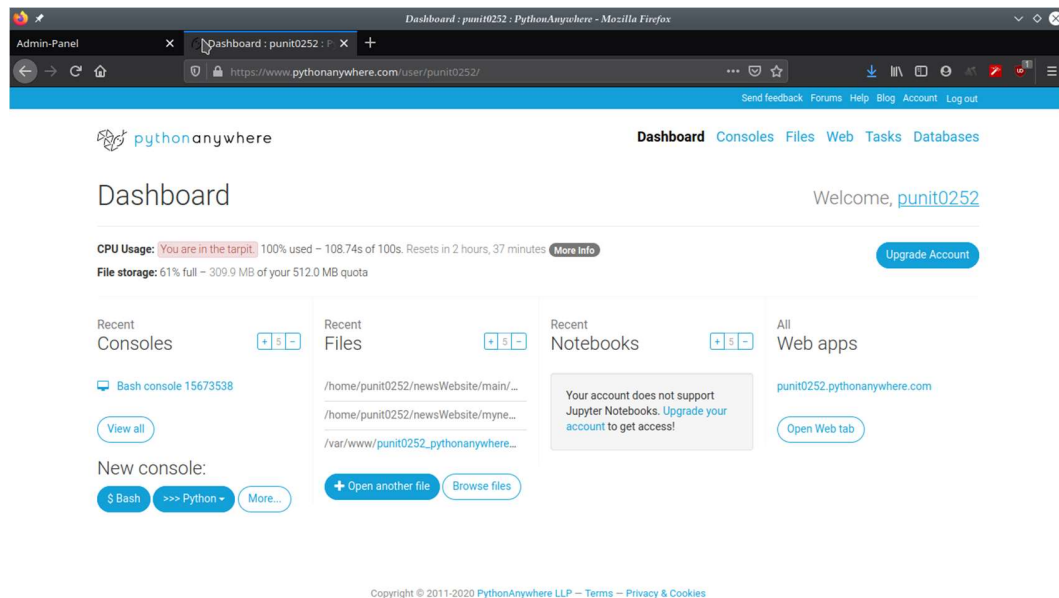 Dashboard : punit0252 : PythonAnywhere - Mozilla Firefox
Admin-Panel
Dashboard : punit0252 : P
https://www.pythonanywhere.com/user/punit0252/
Send feedback Forums Help Blog Account Log out
pythonanywhere
Dashboard Consoles Files Web Tasks Databases
Dashboard
Welcome, punit0252
CPU Usage: You are in the tarpit. 100% used – 108.74s of 100s. Resets in 2 hours, 37 minutes More Info
File storage: 61% full – 309.9 MB of your 512.0 MB quota
Upgrade Account
Recent
Consoles
+ 5 -
Bash console 15673538
View all
New console:
$ Bash >>> Python More...
Recent
Files
+ 5 -
/home/punit0252/newsWebsite/main/...
/home/punit0252/newsWebsite/myne...
/var/www/punit0252_pythonanywhere...
+ Open another file Browse files
Recent
Notebooks
+ 5 -
Your account does not support
Jupyter Notebooks. Upgrade your
account to get access!
All
Web apps
punit0252.pythonanywhere.com
Open Web tab
Copyright © 2011-2020 PythonAnywhere LLP — Terms — Privacy & Cookies